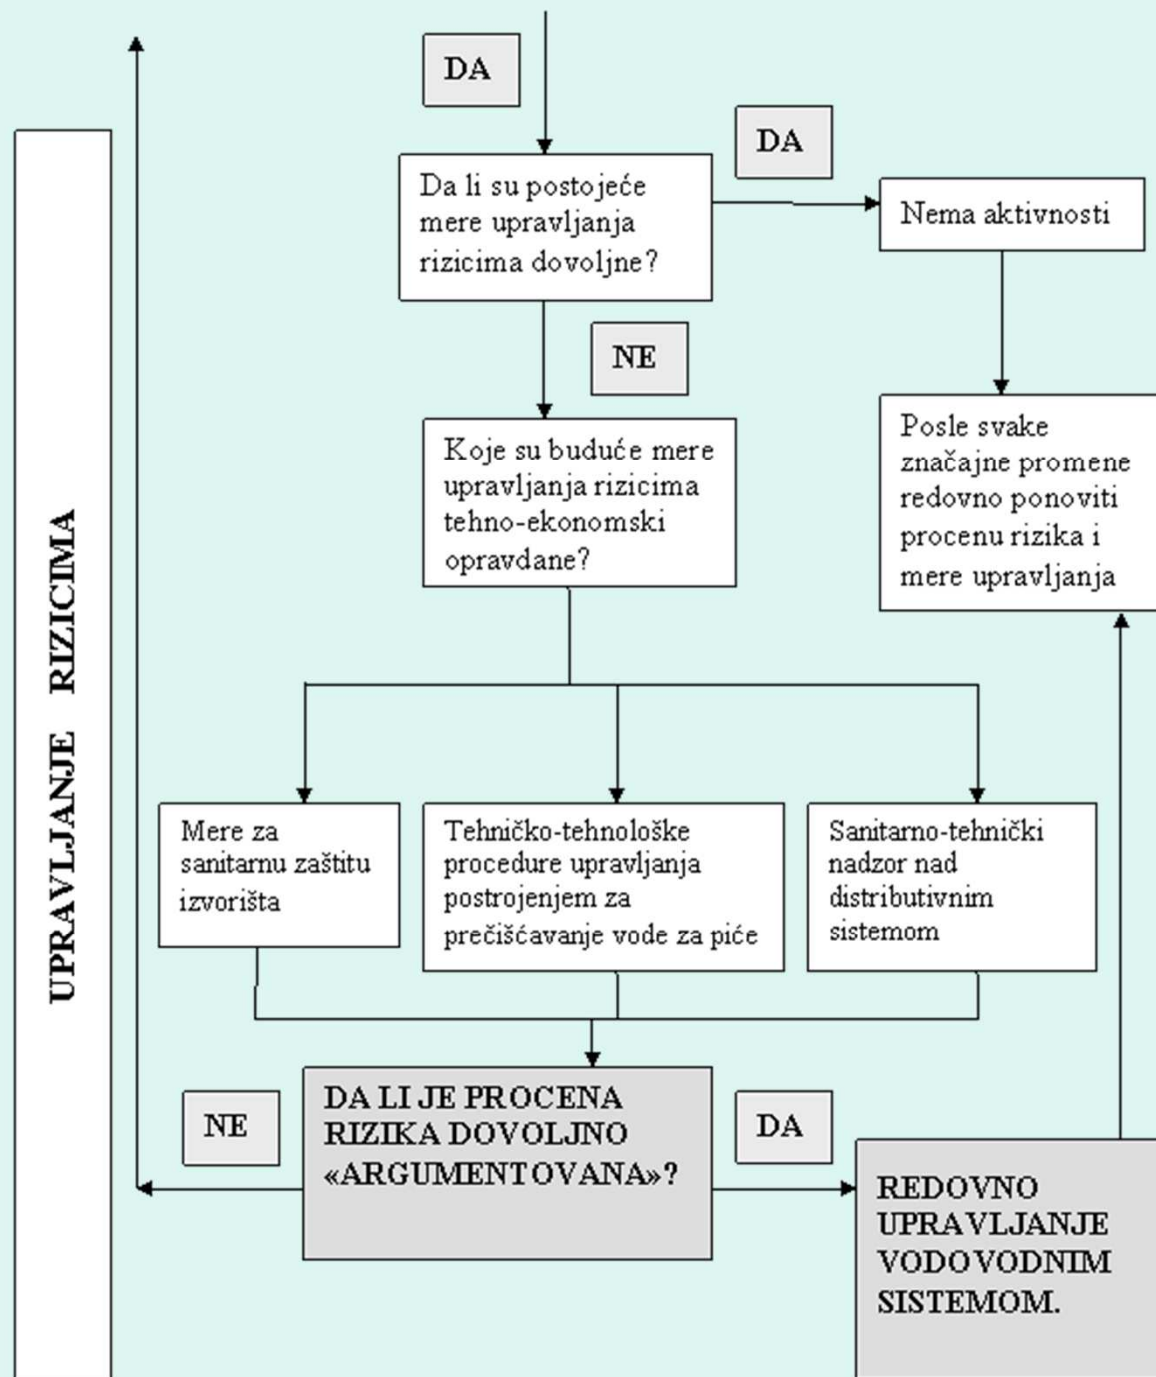 DA
DA
Da li su postojeće
mere upravljanja
rizicima dovoljne?
Nema aktivnosti
NE
Koje su buduće mere
upravljanja rizicima
tehno-ekonomski
opravdane?
Posle svake
značajne promene
redovno ponoviti
procenu rizika i
mere upravljanja
UPRAVLJANJE RIZICIMA
Mere za
sanitarnu zaštitu
izvorišta
Tehničko-tehnološke
procedure upravljanja
postrojenjem za
prečišćavanje vode za piće
Sanitarno-tehnički
nadzor nad
distributivnim
sistemom
NE
DA LI JE PROCENA
RIZIKA DOVOLJNO
«ARGUMENTOVANA»?
DA
REDOVNO
UPRAVLJANJE
VODOVODNIM
SISTEMOM.